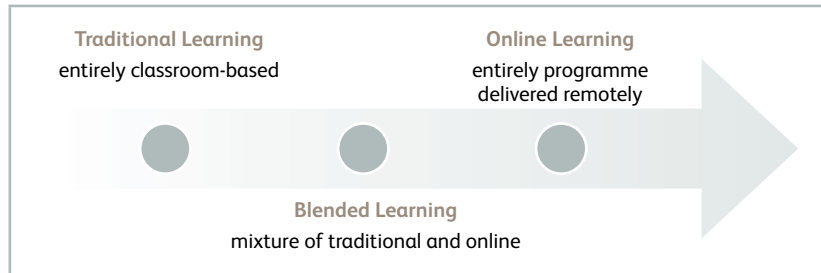 Traditional Learning
entirely classroom-based
Online Learning
entirely programme
delivered remotely
Blended Learning
mixture of traditional and online